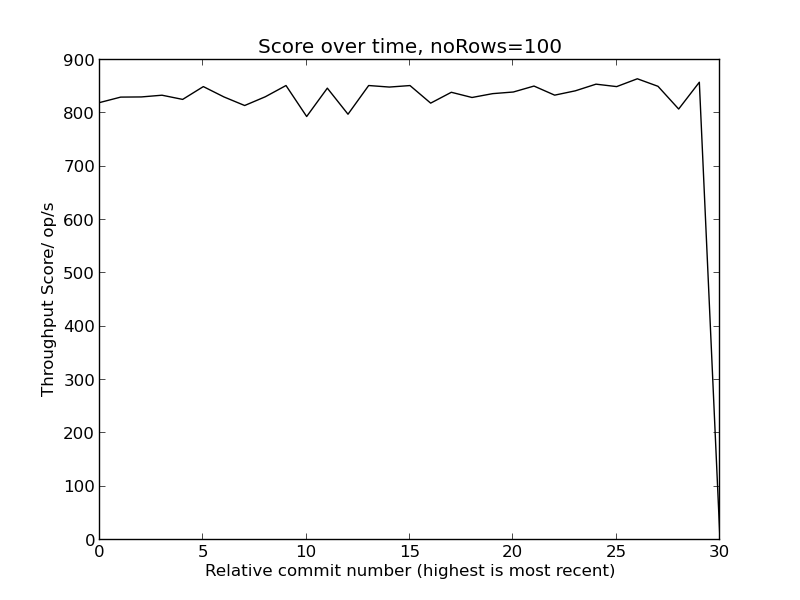 Score over time, noRows=100
900
800
700
600
500
400
300
200
100
0
Throughput Score/ op/s
0 5 10 15 20 25 30
Relative commit number (highest is most recent)